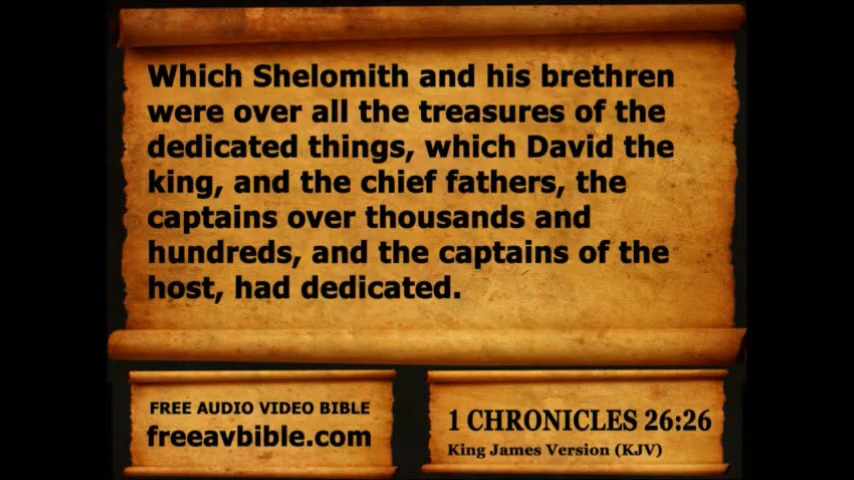 Which Shelomith and his brethren
were over all the treasures of the
dedicated things, which David the
king, and the chief fathers, the
captains over thousands and
hundreds, and the captains of the
host, had dedicated.
FREE AUDIO VIDEO BIBLE
freeavbible.com
1 CHRONICLES 26:26
King James Version (KJV)